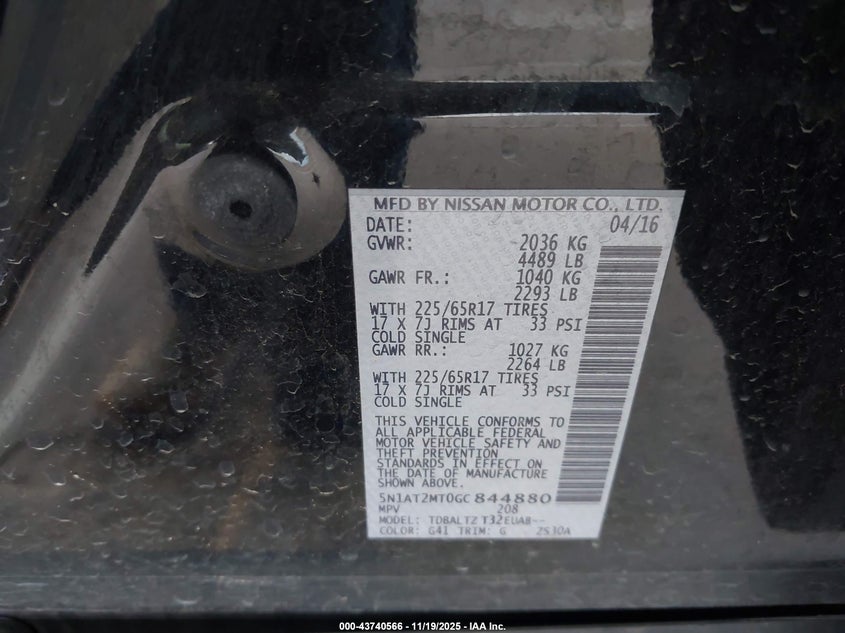 MFD BY NISSAN MOTOR CO., LTD.
DATE: 04/16
GVWR: 2036 KG
4489 LB
GAWR FR.: 1040 KG
2293 LB
WITH 225/65R17 TIRES
17 X 7J RIMS AT 33 PSI
COLD SINGLE
GAWR RR.: 1027 KG
2264 LB
WITH 225/65R17 TIRES
17 X 7J RIMS AT 33 PSI
COLD SINGLE
THIS VEHICLE CONFORMS TO
ALL APPLICABLE FEDERAL
MOTOR VEHICLE SAFETY AND
THEFT PREVENTION
STANDARDS IN EFFECT ON
THE DATE OF MANUFACTURE
SHOWN ABOVE.
5N1AT2MT0GC844880
MPV 208
MODEL: TDBALTZ T32EUAB--
COLOR: G41 TRIM: G 2S30A
000-43740566 - 11/19/2025 - IAA Inc.